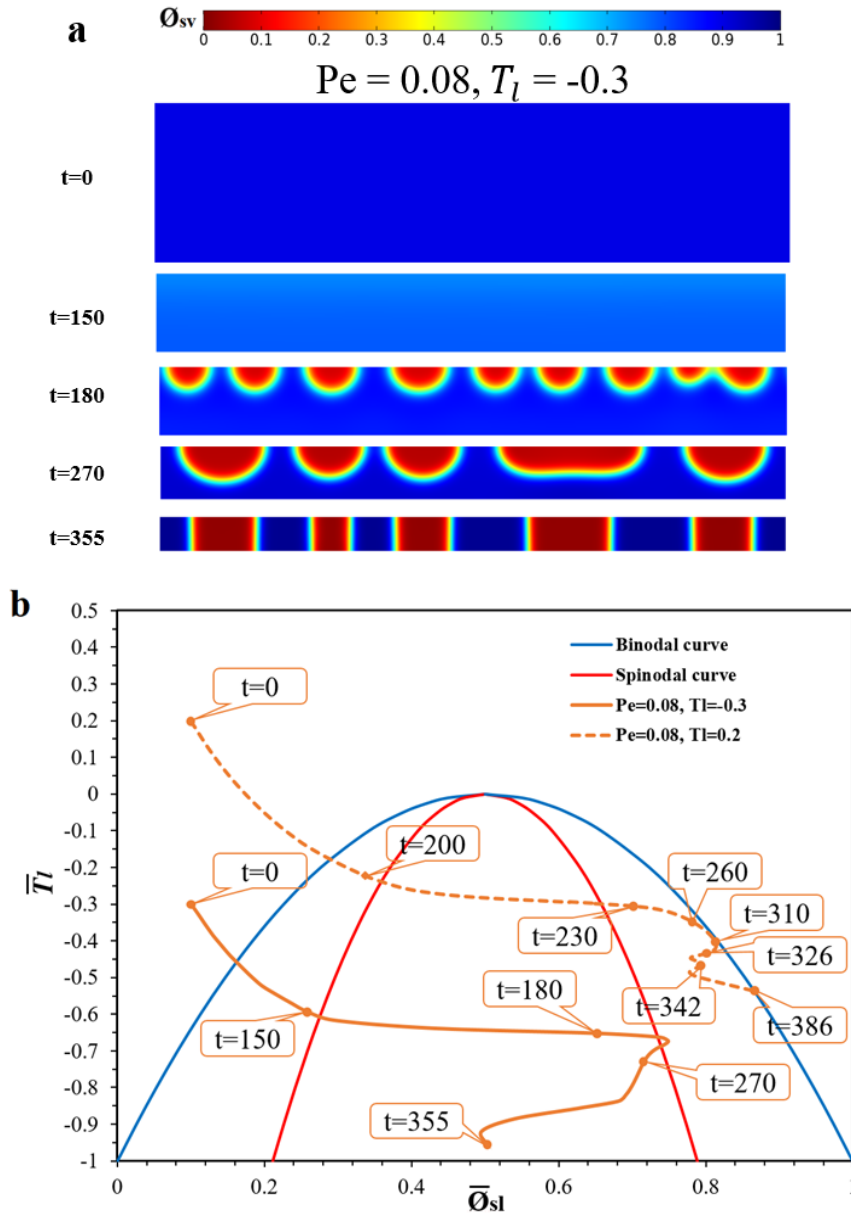 a
Øsv
0 0.1 0.2 0.3 0.4 0.5 0.6 0.7 0.8 0.9 1
Pe = 0.08, Tl = -0.3
t=0
t=150
t=180
t=270
t=355
b
0.5
0.4
0.3
0.2
0.1
0
-0.1
-0.2
-0.3
-0.4
-0.5
-0.6
-0.7
-0.8
-0.9
-1
T̅l
Binodal curve
Spinodal curve
Pe=0.08, Tl=-0.3
Pe=0.08, Tl=0.2
t=0
t=200
t=0
t=260
t=310
t=230
t=326
t=180
t=342
t=150
t=386
t=270
t=355
0 0.2 0.4 0.6 0.8
Ø̅sl